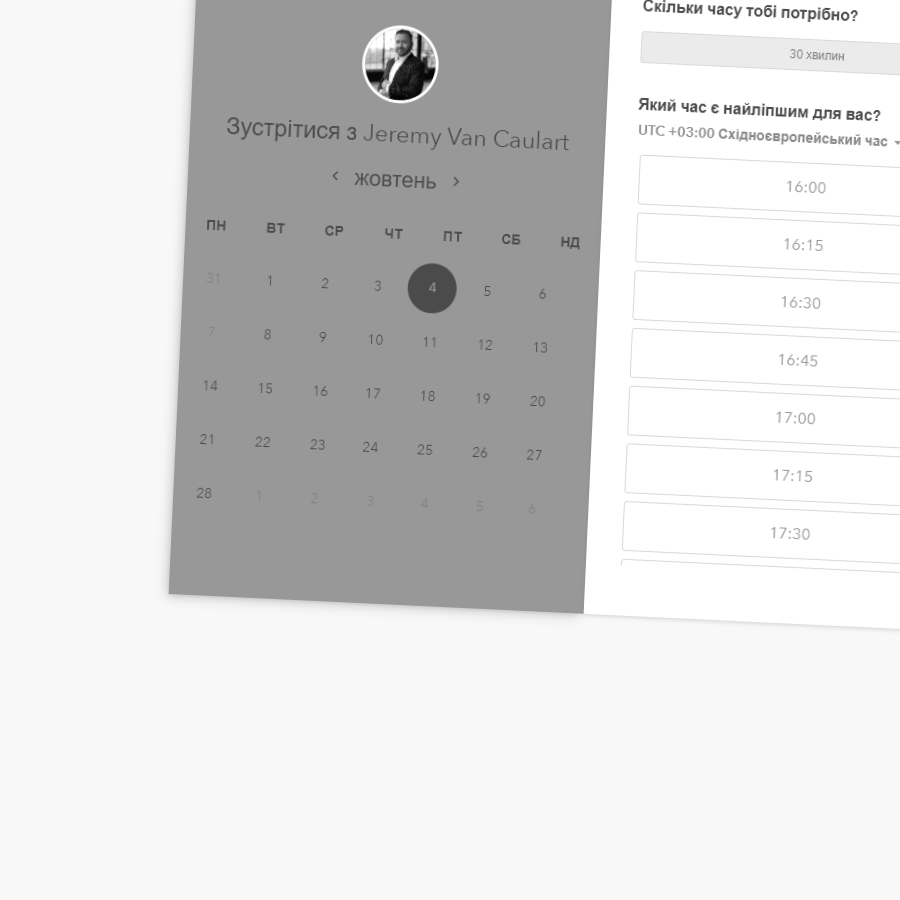 Зустрітися з Jeremy Van Caulart
жовтень
ПН ВТ СР ЧТ ПТ СБ НД
31 1 2 3 4 5 6
7 8 9 10 11 12 13
14 15 16 17 18 19 20
21 22 23 24 25 26 27
28 1 2 3 4 5 6
Скільки часу тобі потрібно?
30 хвилин
Який час є найліпшим для вас?
UTC +03:00 Східноєвропейський час
16:00
16:15
16:30
16:45
17:00
17:15
17:30